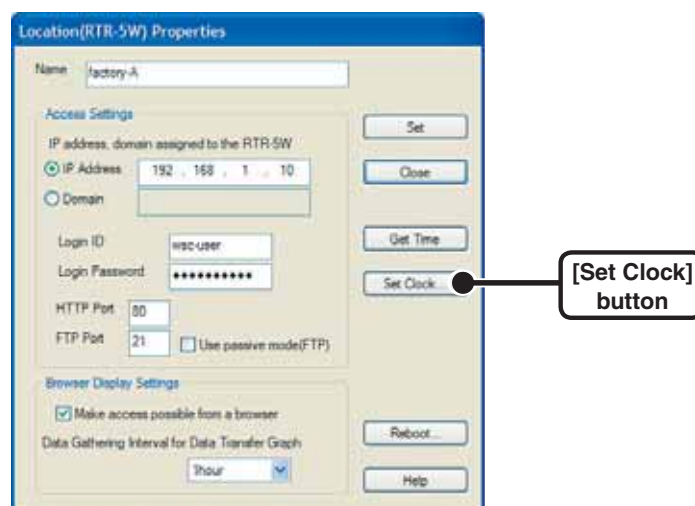 Location(RTR-5W) Properties
Name factory-A
Access Settings
IP address, domain assigned to the RTR-5W
IP Address 192 . 168 . 1 . 10
Domain
Login ID wsc-user
Login Password ●●●●●●●●●●
HTTP Port 80
FTP Port 21 Use passive mode(FTP)
Browser Display Settings
Make access possible from a browser
Data Gathering Interval for Data Transfer Graph
1hour
Set
Close
Get Time
Set Clock...
Reboot...
Help
[Set Clock]
button